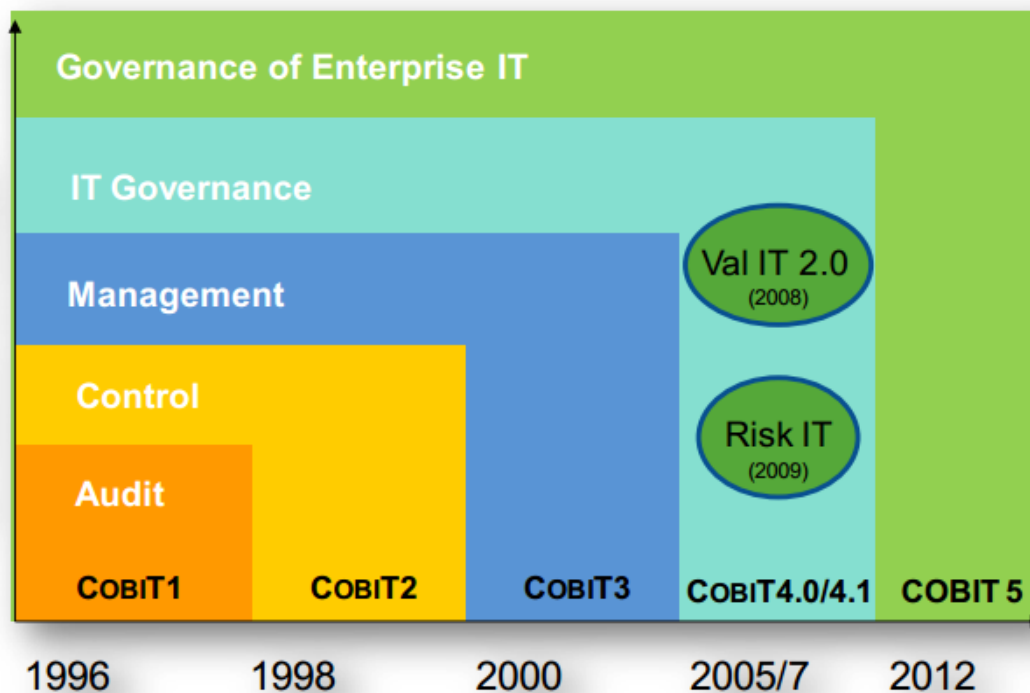 Governance of Enterprise IT
IT Governance
Management
Control
Audit
Val IT 2.0
(2008)
Risk IT
(2009)
COBIT1
COBIT2
COBIT3
COBIT4.0/4.1
COBIT 5
1996
1998
2000
2005/7
2012